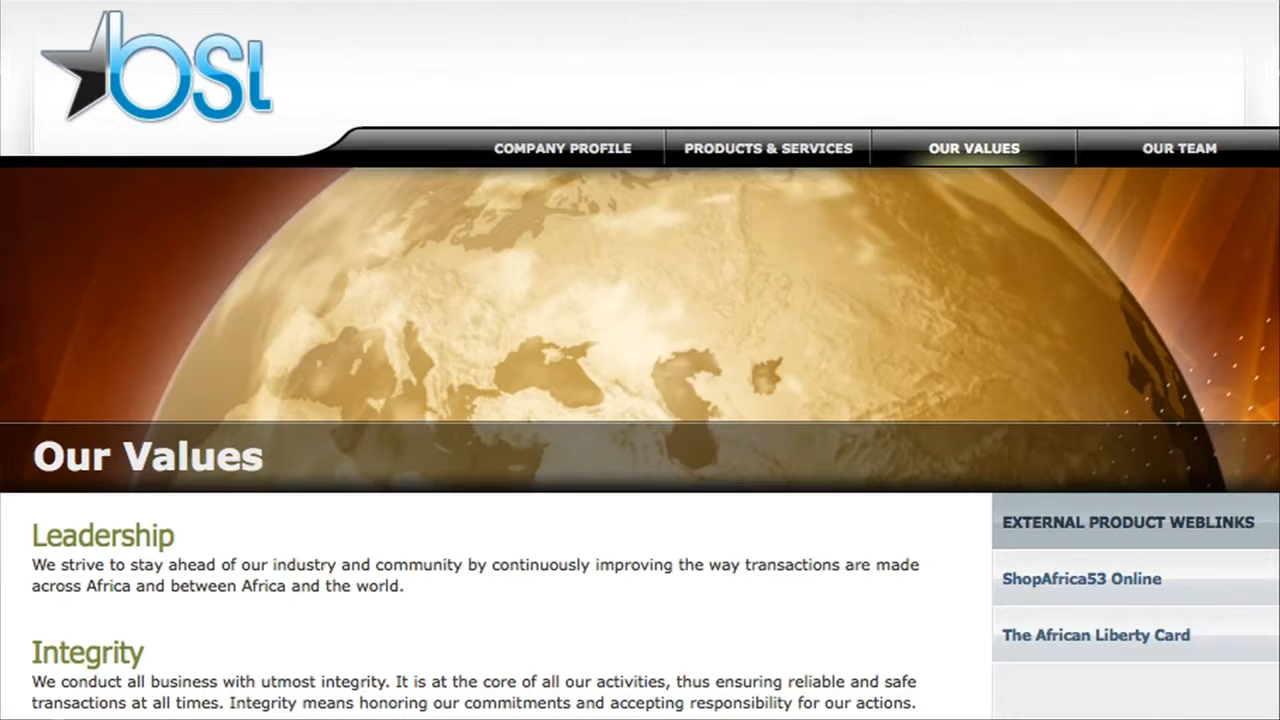 bsl
COMPANY PROFILE
PRODUCTS & SERVICES
OUR VALUES
OUR TEAM
Our Values
Leadership
We strive to stay ahead of our industry and community by continuously improving the way transactions are made
across Africa and between Africa and the world.
Integrity
We conduct all business with utmost integrity. It is at the core of all our activities, thus ensuring reliable and safe
transactions at all times. Integrity means honoring our commitments and accepting responsibility for our actions.
EXTERNAL PRODUCT WEBLINKS
ShopAfrica53 Online
The African Liberty Card